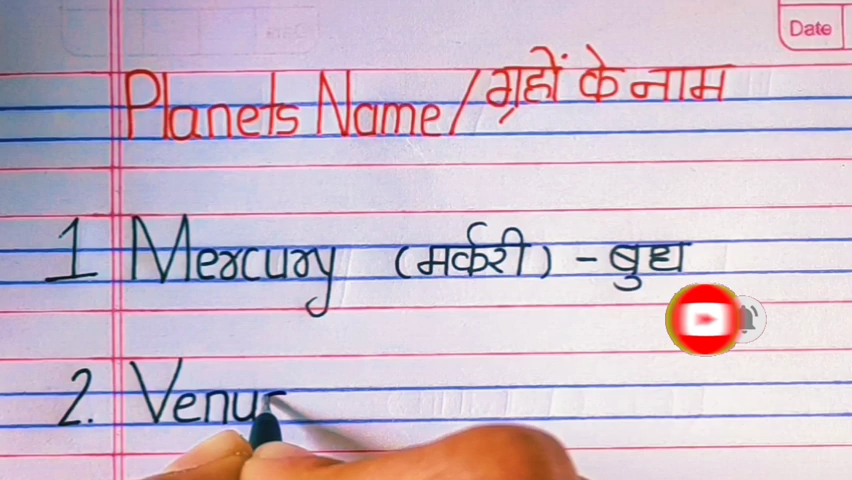 Date
Planets Name/ग्रहों के नाम
1 Mercury (मर्करी) - बुध
2. Venus